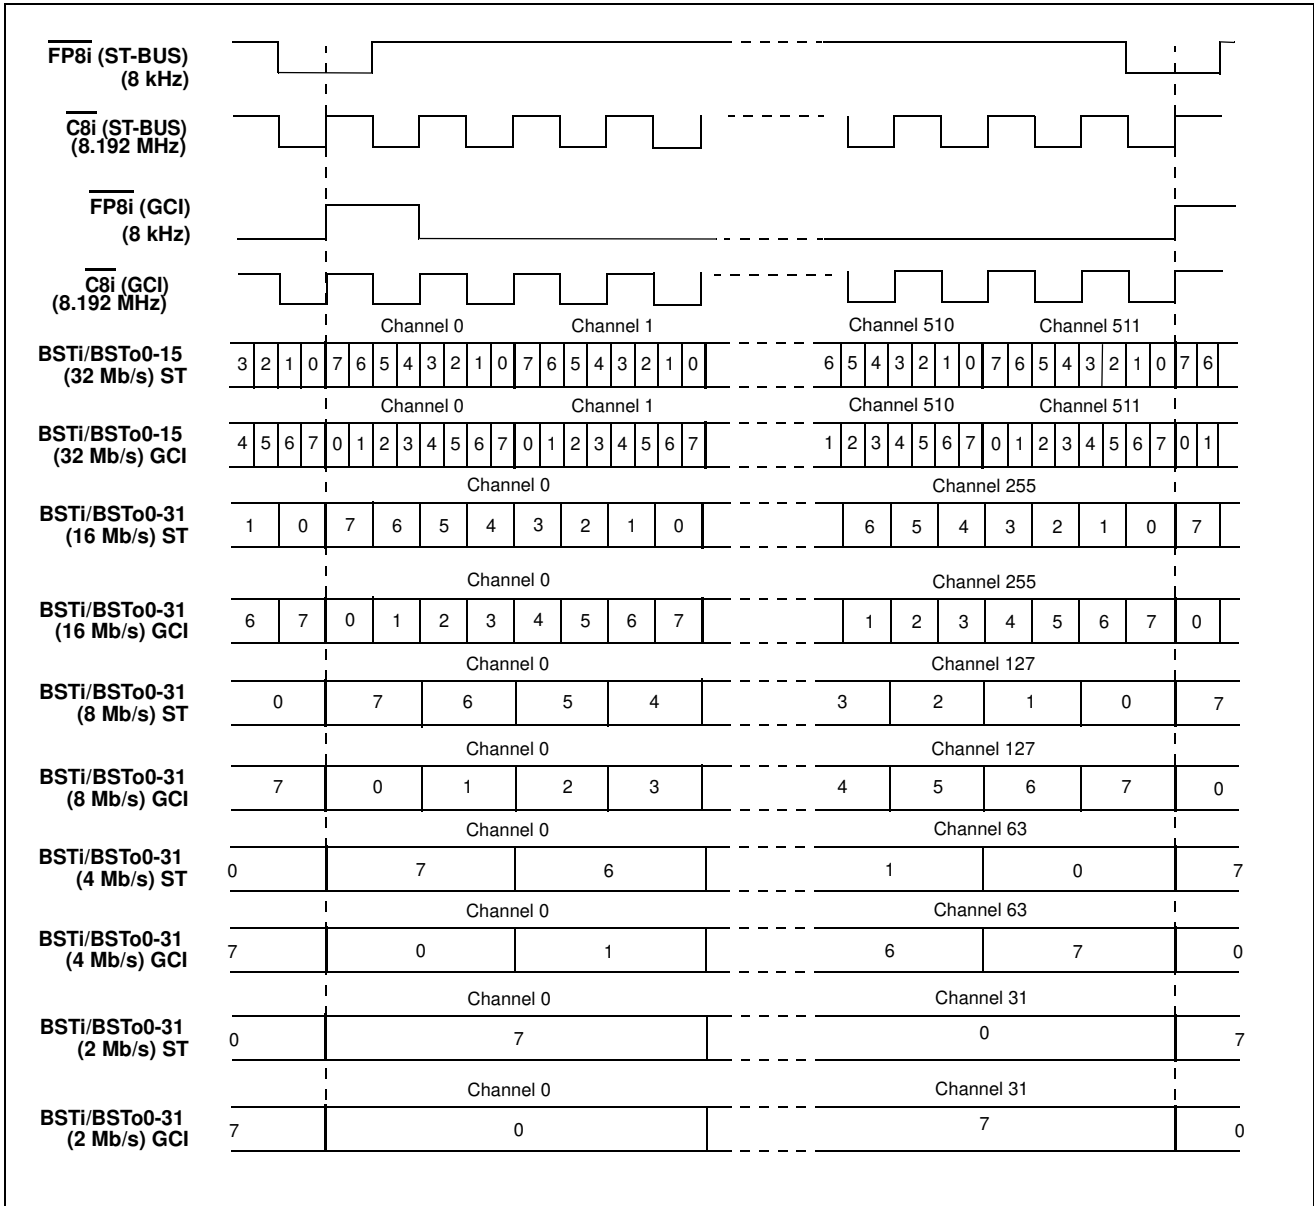 FP8i (ST-BUS)
(8 kHz)
C8i (ST-BUS)
(8.192 MHz)
FP8i (GCI)
(8 kHz)
C8i (GCI)
(8.192 MHz)
Channel 0 Channel 1 Channel 510 Channel 511
BSTi/BSTo0-15
(32 Mb/s) ST
3 2 1 0 7 6 5 4 3 2 1 0 7 6 5 4 3 2 1 0 6 5 4 3 2 1 0 7 6 5 4 3 2 1 0 7 6
Channel 0 Channel 1 Channel 510 Channel 511
BSTi/BSTo0-15
(32 Mb/s) GCI
4 5 6 7 0 1 2 3 4 5 6 7 0 1 2 3 4 5 6 7 1 2 3 4 5 6 7 0 1 2 3 4 5 6 7 0 1
Channel 0 Channel 255
BSTi/BSTo0-31
(16 Mb/s) ST
1 0 7 6 5 4 3 2 1 0 6 5 4 3 2 1 0 7
Channel 0 Channel 255
BSTi/BSTo0-31
(16 Mb/s) GCI
6 7 0 1 2 3 4 5 6 7 1 2 3 4 5 6 7 0
Channel 0 Channel 127
BSTi/BSTo0-31
(8 Mb/s) ST
0 7 6 5 4 3 2 1 0 7
Channel 0 Channel 127
BSTi/BSTo0-31
(8 Mb/s) GCI
7 0 1 2 3 4 5 6 7 0
Channel 0 Channel 63
BSTi/BSTo0-31
(4 Mb/s) ST
0 7 6 1 0 7
Channel 0 Channel 63
BSTi/BSTo0-31
(4 Mb/s) GCI
7 0 1 6 7 0
Channel 0 Channel 31
BSTi/BSTo0-31
(2 Mb/s) ST
0 7 0 7
Channel 0 Channel 31
BSTi/BSTo0-31
(2 Mb/s) GCI
7 0 7 0